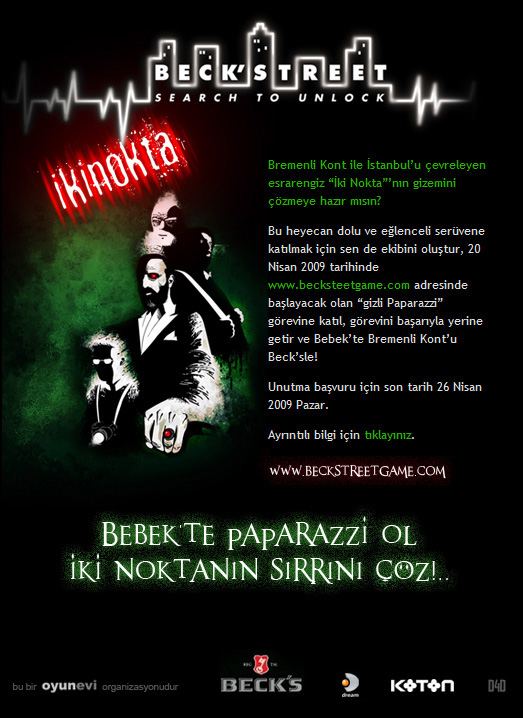 BECK'STREET
SEARCH TO UNLOCK
ikinokta
Bremenli Kont ile İstanbul'u çevreleyen
esrarengiz "İki Nokta"'nın gizemini
çözmeye hazır mısın?
Bu heyecan dolu ve eğlenceli serüvene
katılmak için sen de ekibini oluştur, 20
Nisan 2009 tarihinde
www.becksteetgame.com adresinde
başlayacak olan "gizli Paparazzi"
görevine katıl, görevini başarıyla yerine
getir ve Bebek'te Bremenli Kont'u
Beck'sle!
Unutma başvuru için son tarih 26 Nisan
2009 Pazar.
Ayrıntılı bilgi için tıklayınız.
WWW.BECKSTREETGAME.COM
BEBEK'TE PAPARAZZİ OL
İKİ NOKTANIN SIRRINI ÇÖZ!..
bu bir oyunevi organizasyonudur
BECK'S
dream
KOTON